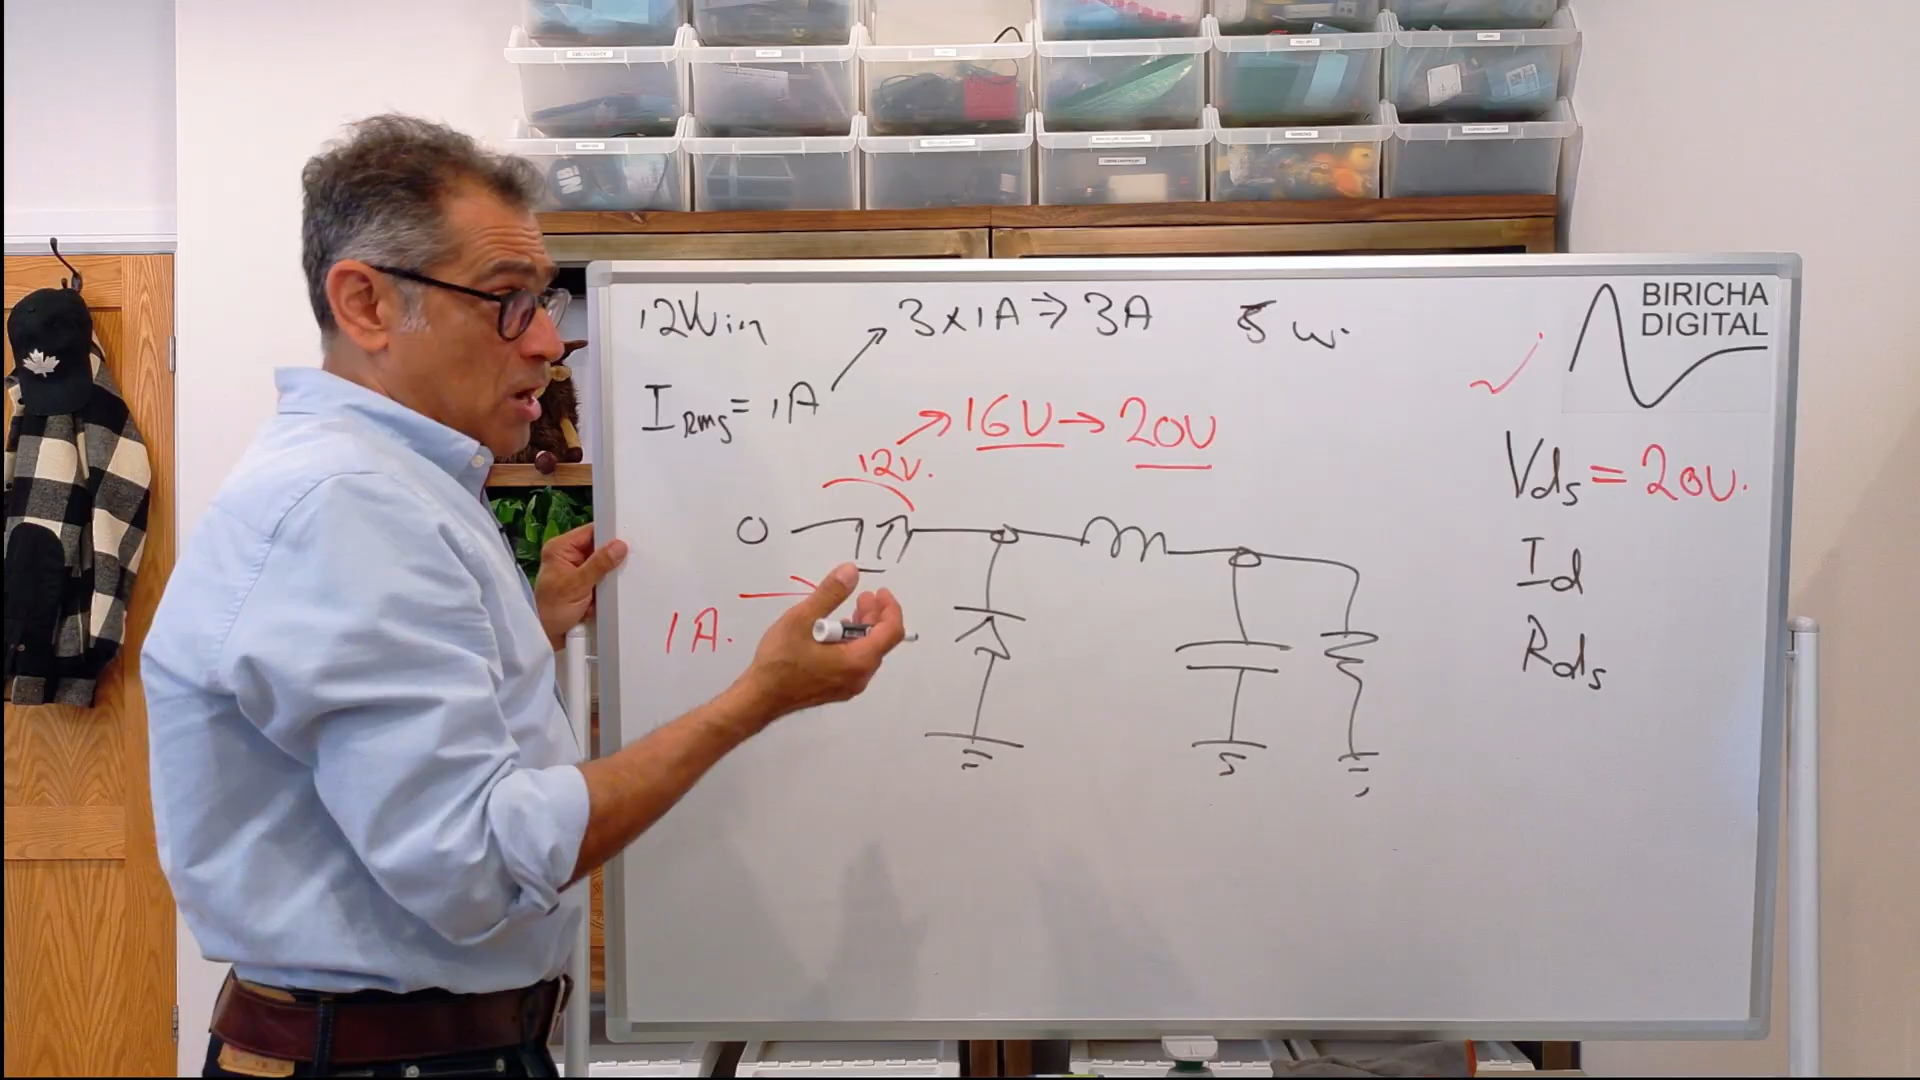 12Vin
3x1A ⇒ 3A
5w.
BIRICHA
DIGITAL
IRms = 1A
→ 16V → 20V
12V.
Vds = 20V.
Id
Rds
1A.